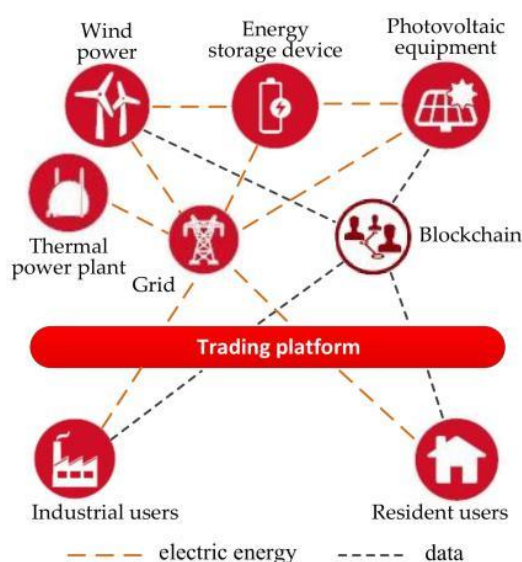 Wind
power
Energy
storage device
Photovoltaic
equipment
Thermal
power plant
Grid
Blockchain
Trading platform
Industrial users
Resident users
electric energy
data